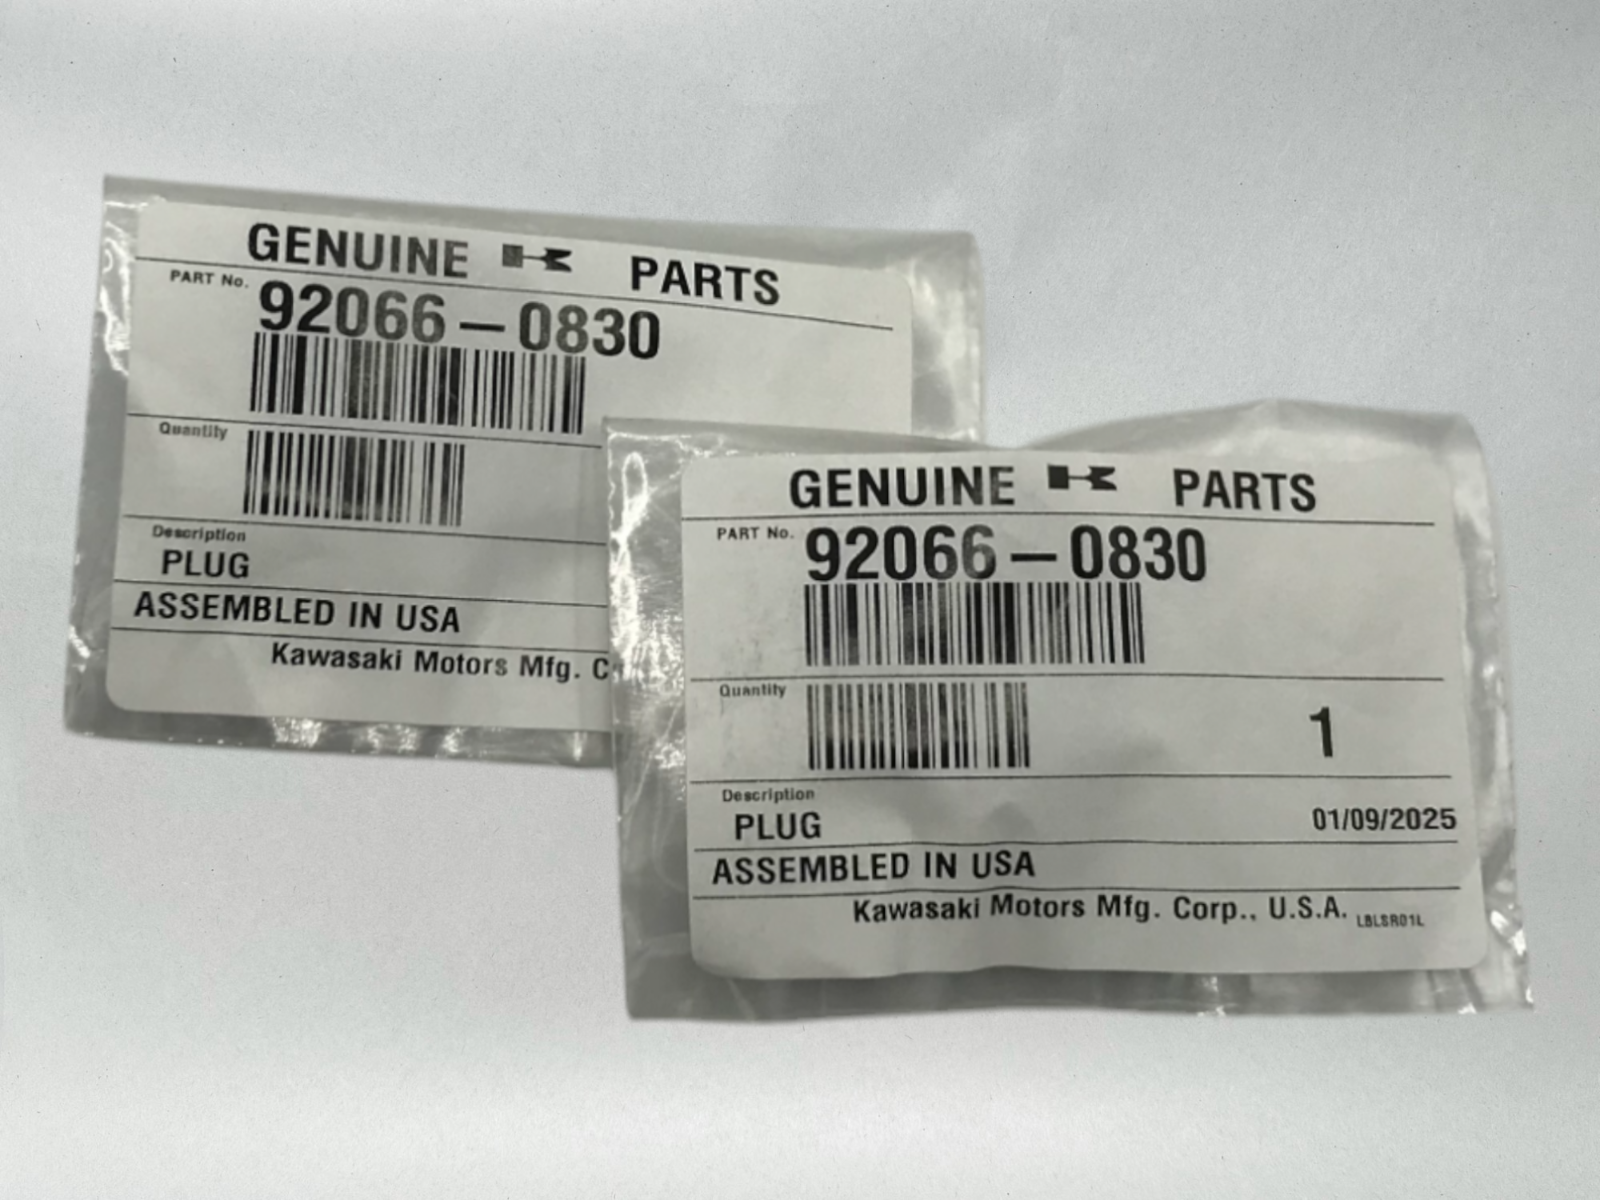 GENUINE PARTS
PART No. 92066-0830
Quantity
Description
PLUG
ASSEMBLED IN USA
Kawasaki Motors Mfg. C
GENUINE PARTS
PART No. 92066-0830
Quantity
1
Description
PLUG 01/09/2025
ASSEMBLED IN USA
Kawasaki Motors Mfg. Corp., U.S.A. LBLSR01L